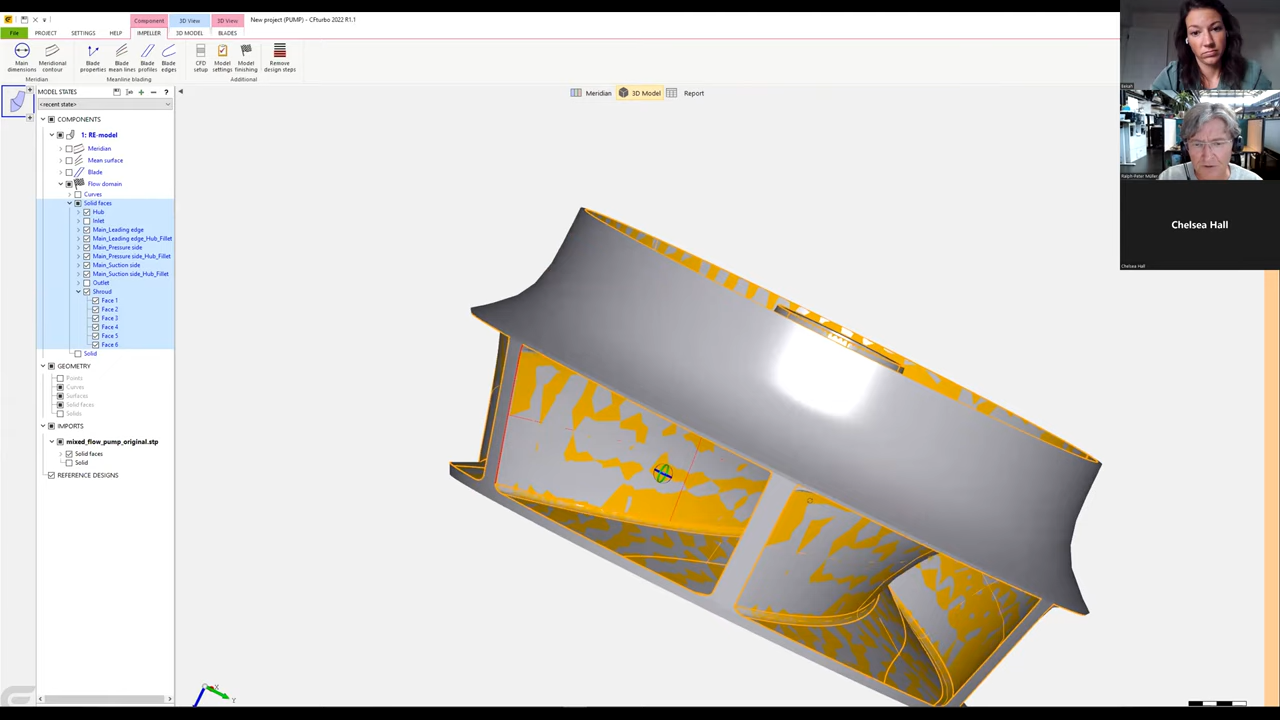 Component 3D View 3D View New project (PUMP) - CFturbo 2022 R1.1
File PROJECT SETTINGS HELP IMPELLER 3D MODEL BLADES
Main dimensions
Meridional contour
Blade properties
Blade mean lines
Blade profiles
Blade edges
CFD setup
Model settings
Model finishing
Remove design steps
Meridian Meanline blading Additional
MODEL STATES
<recent state>
Meridian 3D Model Report
COMPONENTS
1: RE-model
Meridian
Mean surface
Blade
Flow domain
Curves
Solid faces
Hub
Inlet
Main_Leading edge
Main_Leading edge_Hub_Fillet
Main_Pressure side
Main_Pressure side_Hub_Fillet
Main_Suction side
Main_Suction side_Hub_Fillet
Outlet
Shroud
Face 1
Face 2
Face 3
Face 4
Face 5
Face 6
Solid
GEOMETRY
Points
Curves
Surfaces
Solid faces
Solids
IMPORTS
mixed_flow_pump_original.stp
Solid faces
Solid
REFERENCE DESIGNS
X
Y
Ralph-Peter Müller
Chelsea Hall
Chelsea Hall